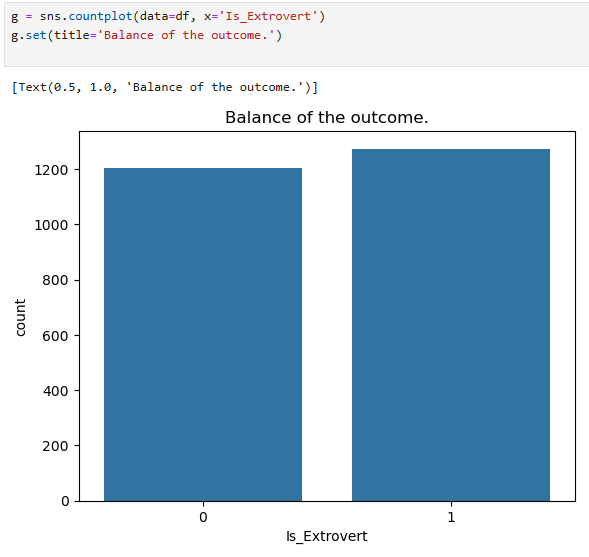 g = sns.countplot(data=df, x='Is_Extrovert')
g.set(title='Balance of the outcome.')
[Text(0.5, 1.0, 'Balance of the outcome.')]
Balance of the outcome.
1200
1000
800
600
400
200
0
count
0 1
Is_Extrovert